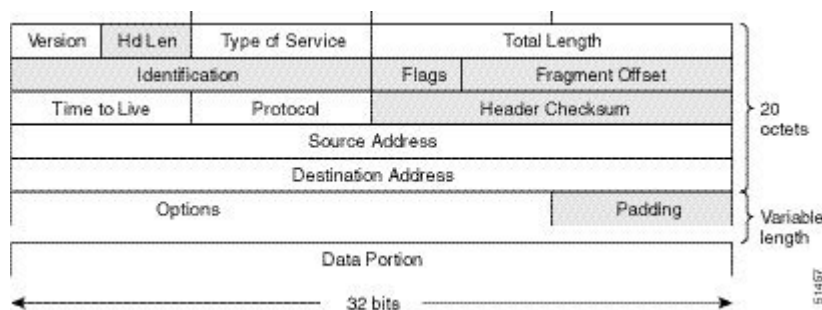 Version Hd Len Type of Service Total Length
Identification Flags Fragment Offset
Time to Live Protocol Header Checksum
20 octets
Source Address
Destination Address
Options Padding
Variable length
Data Portion
32 bits
51457